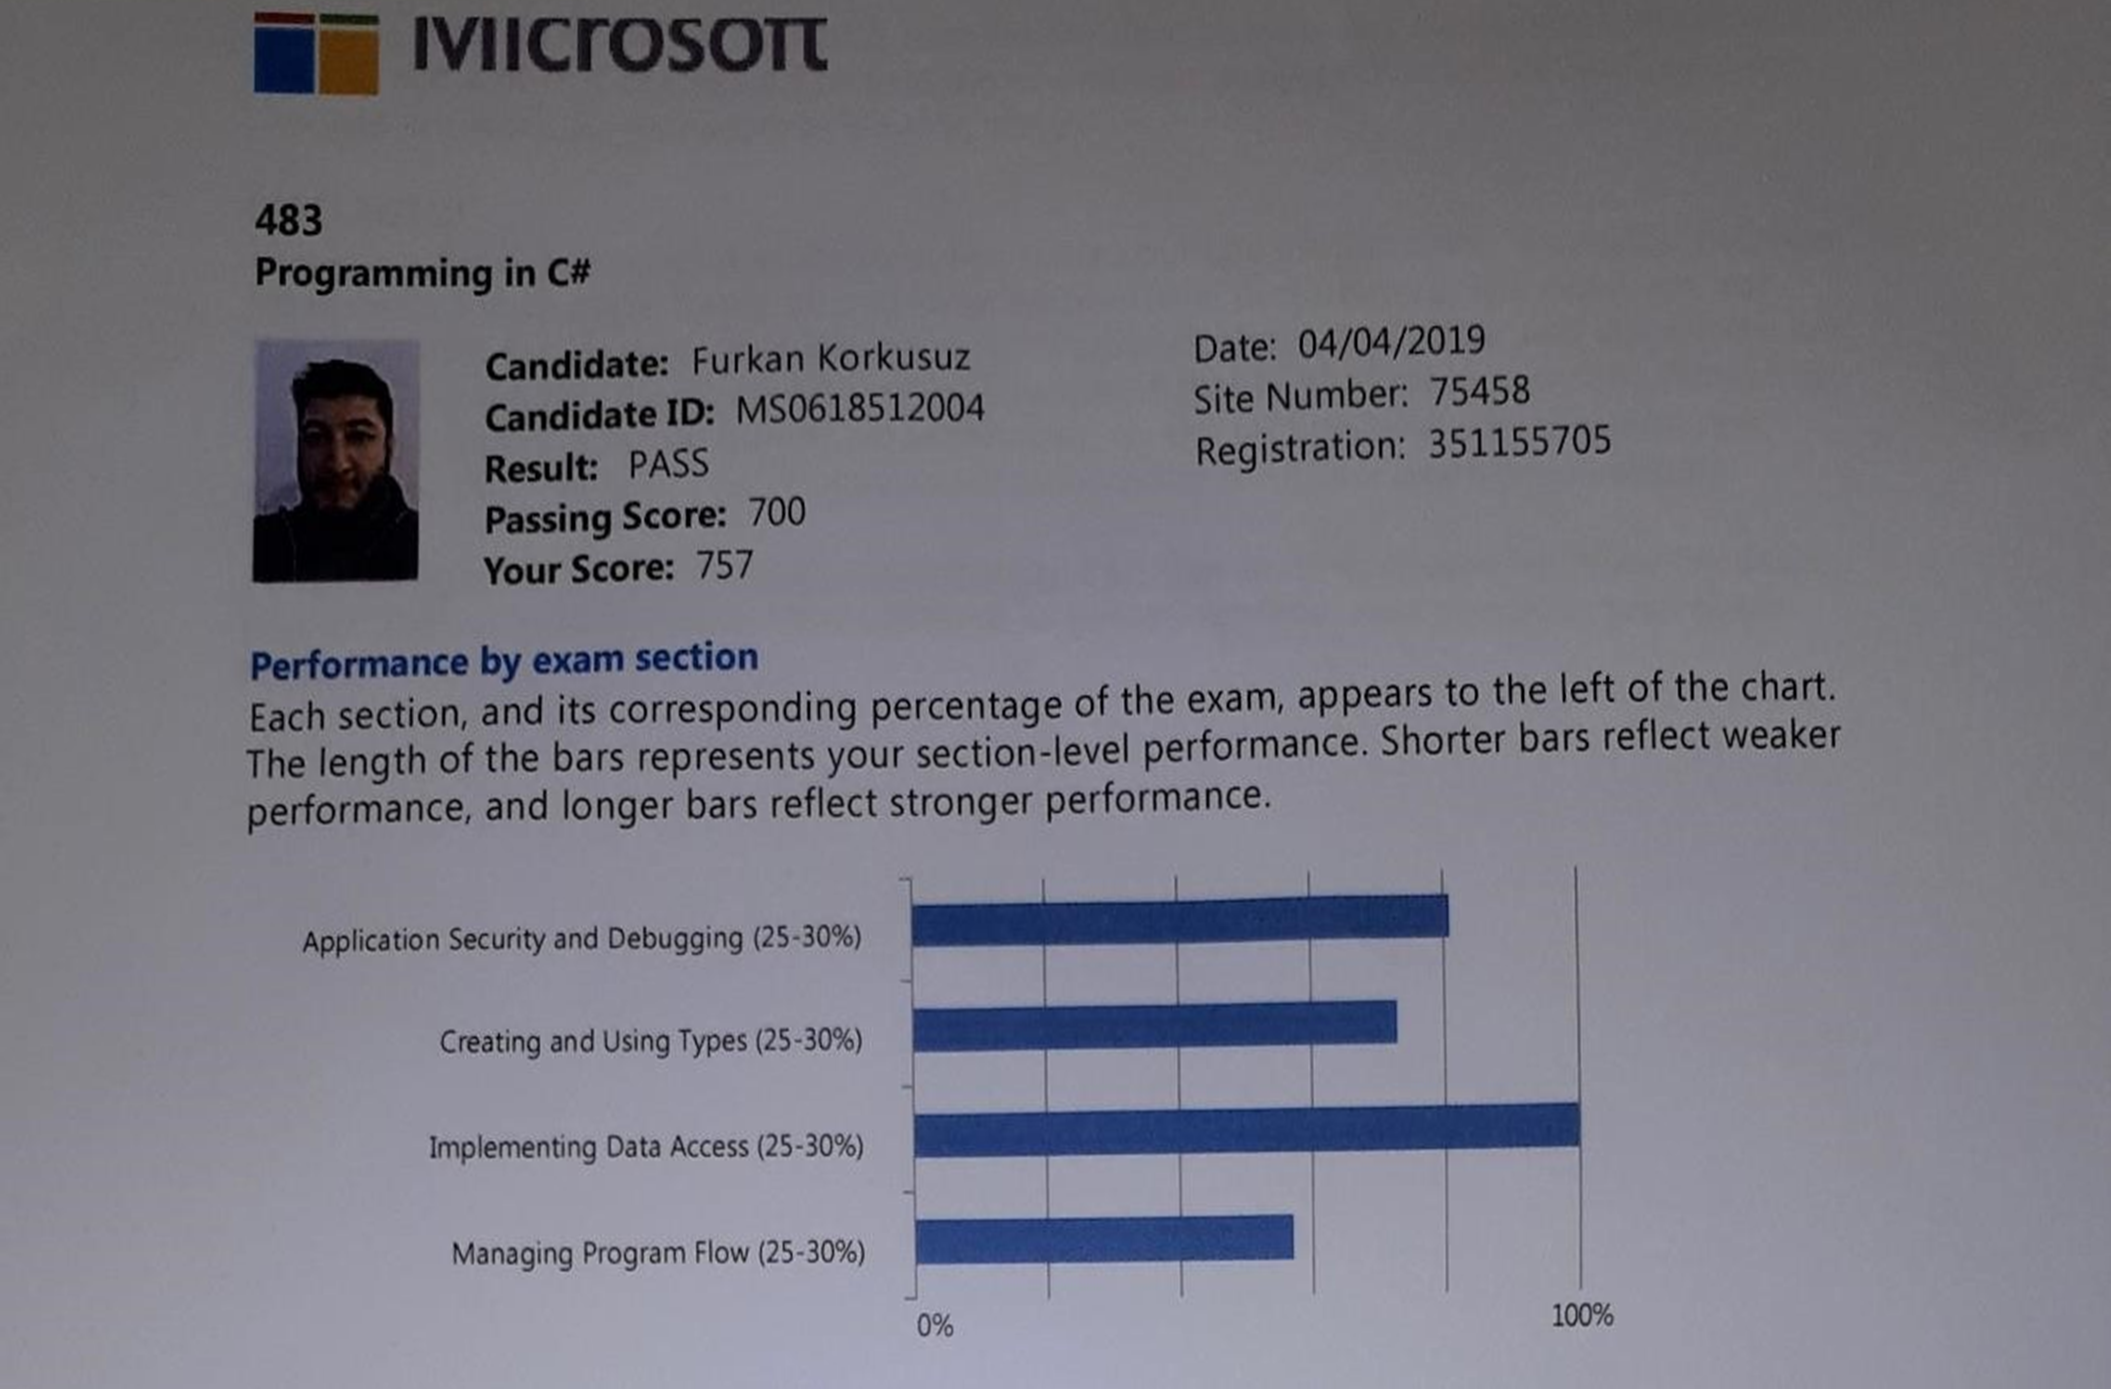 Microsoft
483
Programming in C#
Candidate: Furkan Korkusuz
Candidate ID: MS0618512004
Result: PASS
Passing Score: 700
Your Score: 757
Date: 04/04/2019
Site Number: 75458
Registration: 351155705
Performance by exam section
Each section, and its corresponding percentage of the exam, appears to the left of the chart.
The length of the bars represents your section-level performance. Shorter bars reflect weaker
performance, and longer bars reflect stronger performance.
Application Security and Debugging (25-30%)
Creating and Using Types (25-30%)
Implementing Data Access (25-30%)
Managing Program Flow (25-30%)
0% 100%